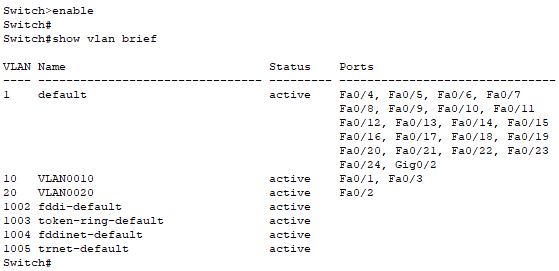 Switch>enable
Switch#
Switch#show vlan brief

VLAN Name                             Status    Ports
---- -------------------------------- --------- -------------------------------
1    default                          active    Fa0/4, Fa0/5, Fa0/6, Fa0/7
                                                Fa0/8, Fa0/9, Fa0/10, Fa0/11
                                                Fa0/12, Fa0/13, Fa0/14, Fa0/15
                                                Fa0/16, Fa0/17, Fa0/18, Fa0/19
                                                Fa0/20, Fa0/21, Fa0/22, Fa0/23
                                                Fa0/24, Gig0/2
10   VLAN0010                         active    Fa0/1, Fa0/3
20   VLAN0020                         active    Fa0/2
1002 fddi-default                     active
1003 token-ring-default               active
1004 fddinet-default                  active
1005 trnet-default                    active
Switch#